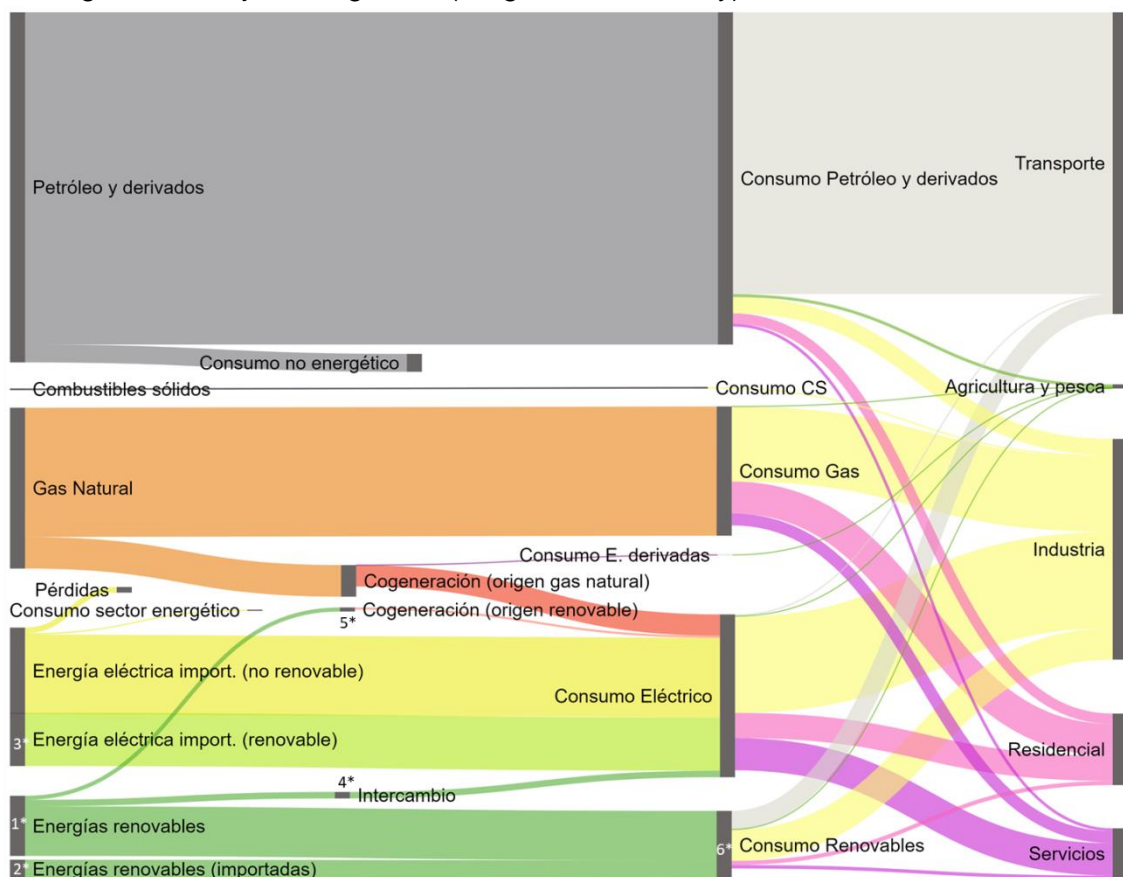 Petróleo y derivados
Consumo Petróleo y derivados
Transporte
Consumo no energético
Combustibles sólidos
Consumo CS
Agricultura y pesca
Gas Natural
Consumo Gas
Industria
Consumo E. derivadas
Cogeneración (origen gas natural)
Pérdidas
Consumo sector energético
5*
Cogeneración (origen renovable)
Energía eléctrica import. (no renovable)
Consumo Eléctrico
3*
Energía eléctrica import. (renovable)
Residencial
4*
Intercambio
1*
Energías renovables
6*
Consumo Renovables
Servicios
2*
Energías renovables (importadas)